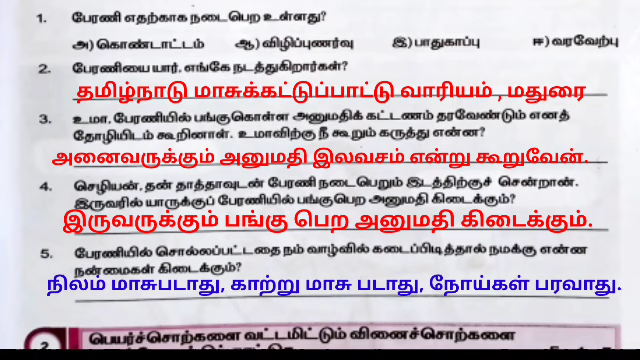 1. பேரணி எதற்காக நடைபெற உள்ளது?
அ) கொண்டாட்டம் ஆ) விழிப்புணர்வு இ) பாதுகாப்பு ஈ) வரவேற்பு
2. பேரணியை யார், எங்கே நடத்துகிறார்கள்?
தமிழ்நாடு மாசுக்கட்டுப்பாட்டு வாரியம் , மதுரை
3. உமா, பேரணியில் பங்குகொள்ள அனுமதிக் கட்டணம் தரவேண்டும் எனத்
தோழியிடம் கூறினாள். உமாவிற்கு நீ கூறும் கருத்து என்ன?
அனைவருக்கும் அனுமதி இலவசம் என்று கூறுவேன்.
4. செழியன், தன் தாத்தாவுடன் பேரணி நடைபெறும் இடத்திற்குச் சென்றான்.
இருவரில் யாருக்குப் பேரணியில் பங்குபெற அனுமதி கிடைக்கும்?
இருவருக்கும் பங்கு பெற அனுமதி கிடைக்கும்.
5. பேரணியில் சொல்லப்பட்டதை நம் வாழ்வில் கடைப்பிடித்தால் நமக்கு என்ன
நன்மைகள் கிடைக்கும்?
நிலம் மாசுபடாது, காற்று மாசு படாது, நோய்கள் பரவாது.
2 பெயர்ச்சொற்களை வட்டமிட்டும் வினைச்சொற்களை